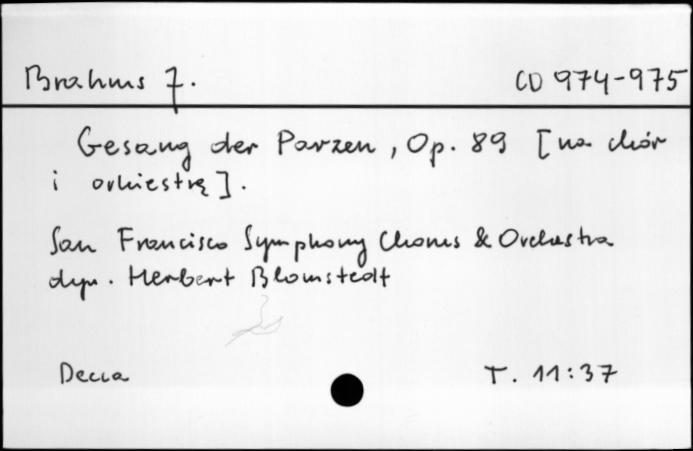 Brahms J.
CD 974-975
Gesang der Parzen, Op. 89 [na chór
i orkiestrę].
San Francisco Symphony Chorus & Orchestra
dyr. Herbert Blomstedt
Decca
T. 11:37